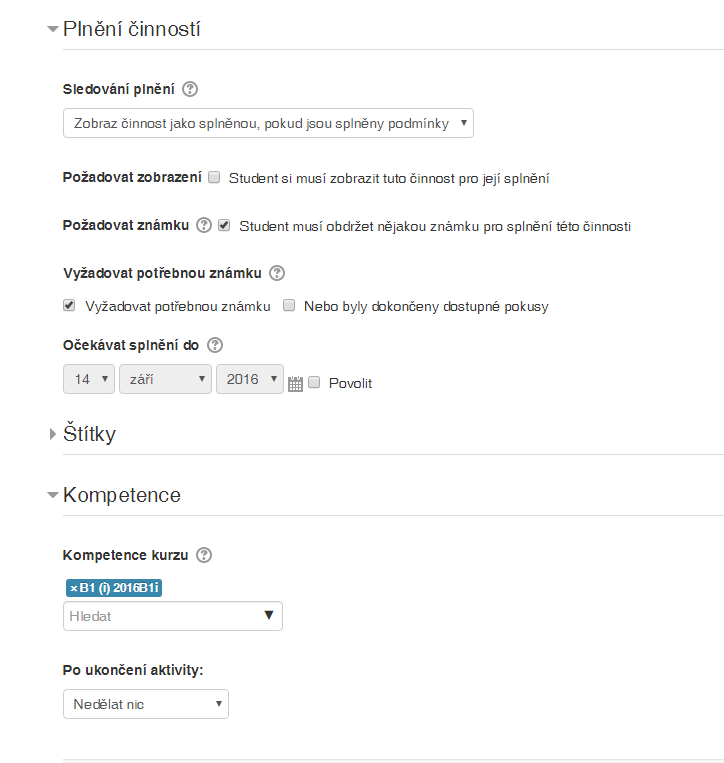 Plnění činností
Sledování plnění
Zobraz činnost jako splněnou, pokud jsou splněny podmínky
Požadovat zobrazení Student si musí zobrazit tuto činnost pro její splnění
Požadovat známku Student musí obdržet nějakou známku pro splnění této činnosti
Vyžadovat potřebnou známku
Vyžadovat potřebnou známku Nebo byly dokončeny dostupné pokusy
Očekávat splnění do
14 září 2016 Povolit
Štítky
Kompetence
Kompetence kurzu
× B1 (i) 2016B1i
Hledat
Po ukončení aktivity:
Nedělat nic